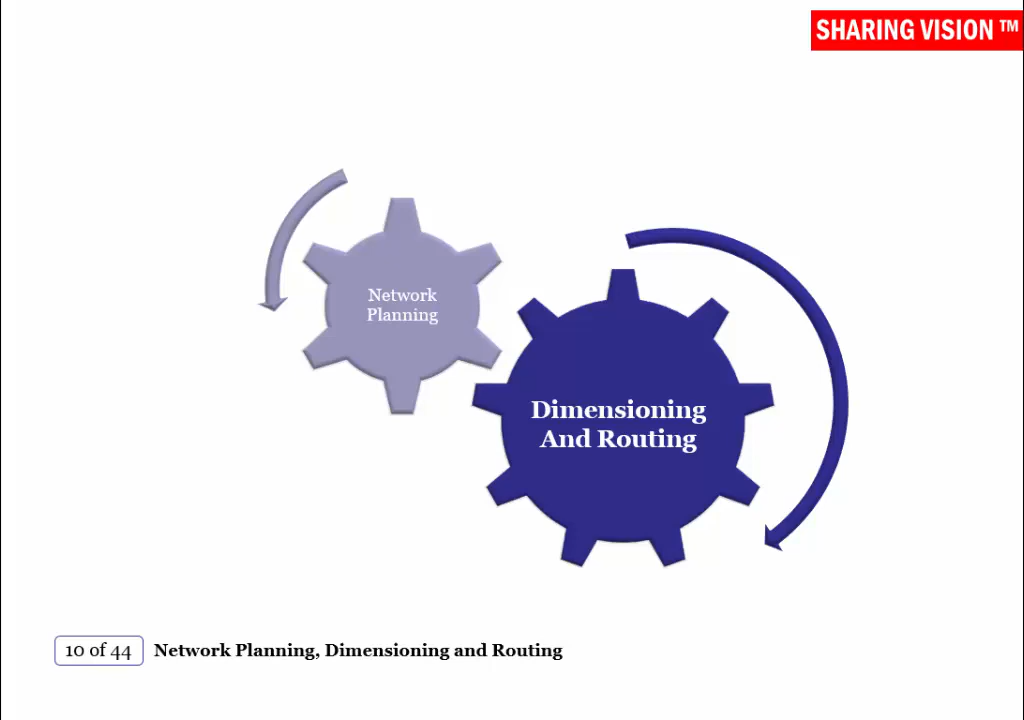 SHARING VISION ™
Network
Planning
Dimensioning
And Routing
10 of 44
Network Planning, Dimensioning and Routing